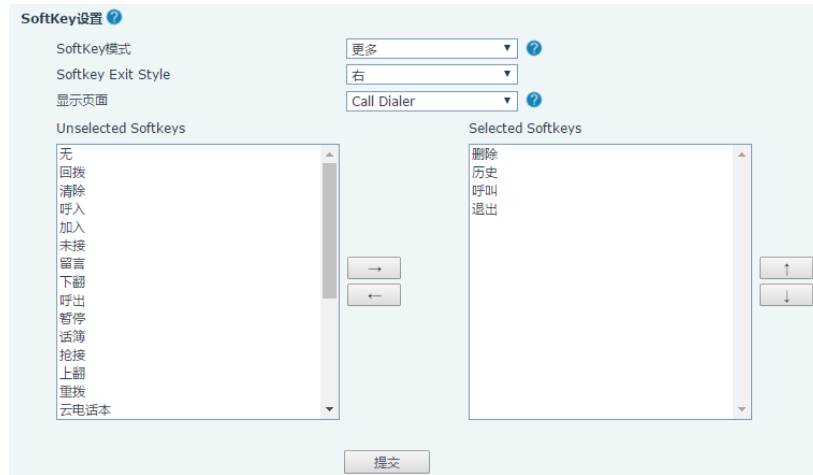 SoftKey设置 ?
SoftKey模式 更多 ?
Softkey Exit Style 右
显示页面 Call Dialer ?
Unselected Softkeys Selected Softkeys
无 删除
回拨 历史
清除 呼叫
呼入 退出
加入
未接
留言
下翻
呼出
暂停
话簿
抢接
上翻
重拨
云电话本
→
←
↑
↓
提交